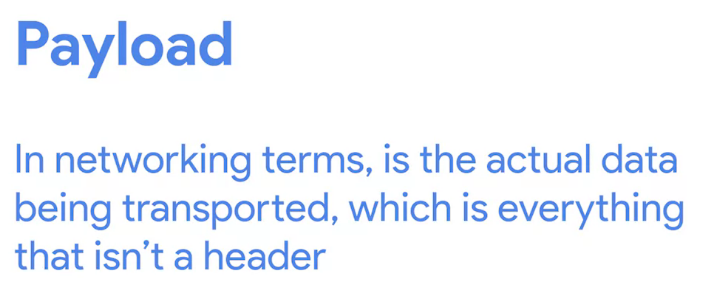 Payload
In networking terms, is the actual data
being transported, which is everything
that isn’t a header